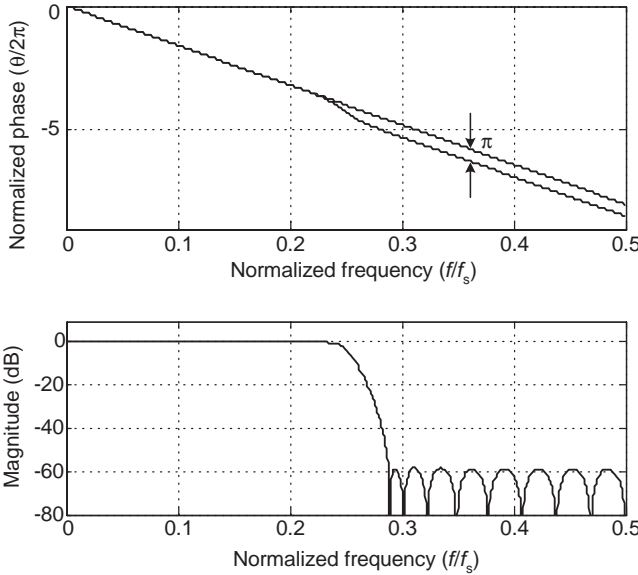 Normalized phase (θ/2π)
0
-5
π
0 0.1 0.2 0.3 0.4 0.5
Normalized frequency (f/fs)
Magnitude (dB)
0
-20
-40
-60
-80
0 0.1 0.2 0.3 0.4 0.5
Normalized frequency (f/fs)